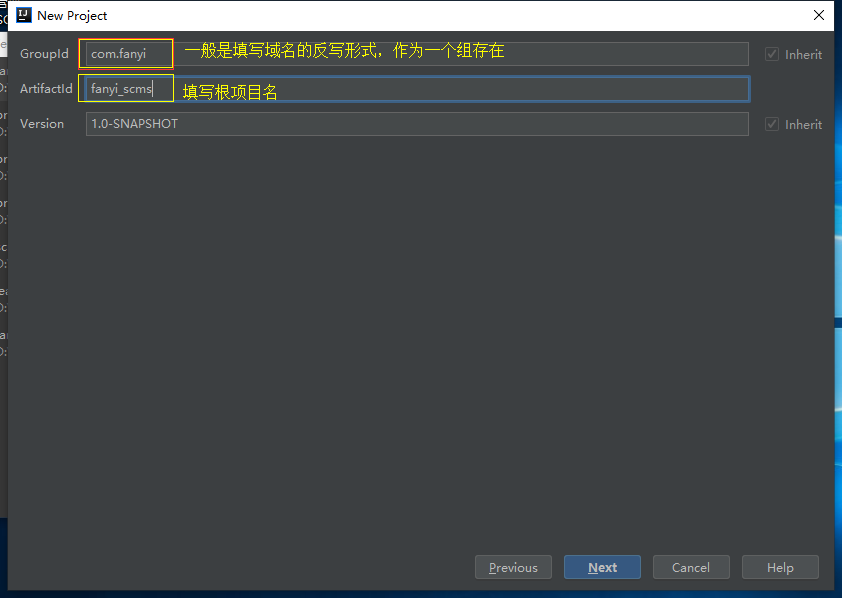 New Project
GroupId com.fanyi 一般是填写域名的反写形式，作为一个组存在 Inherit
ArtifactId fanyi_scms 填写根项目名
Version 1.0-SNAPSHOT Inherit
Previous Next Cancel Help